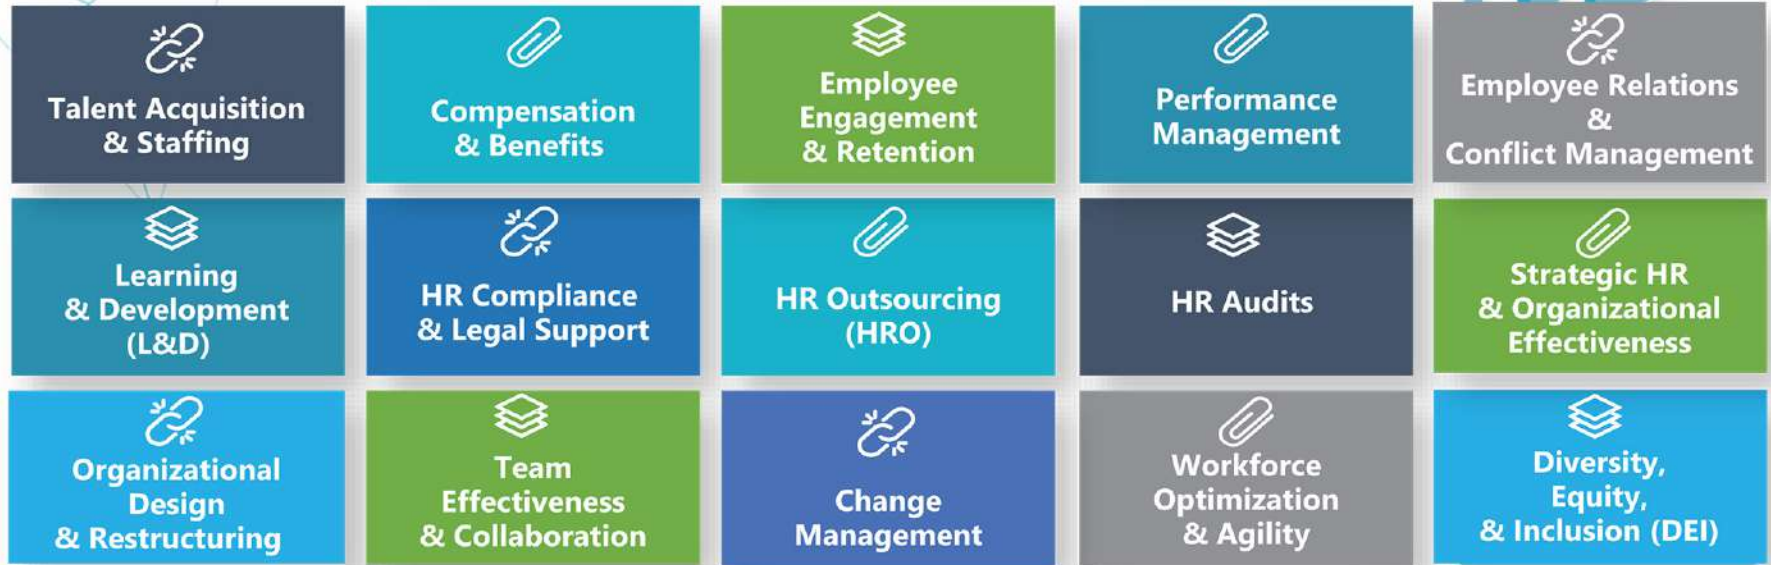 Talent Acquisition
& Staffing
Compensation
& Benefits
Employee
Engagement
& Retention
Performance
Management
Employee Relations
&
Conflict Management
Learning
& Development
(L&D)
HR Compliance
& Legal Support
HR Outsourcing
(HRO)
HR Audits
Strategic HR
& Organizational
Effectiveness
Organizational
Design
& Restructuring
Team
Effectiveness
& Collaboration
Change
Management
Workforce
Optimization
& Agility
Diversity,
Equity,
& Inclusion (DEI)